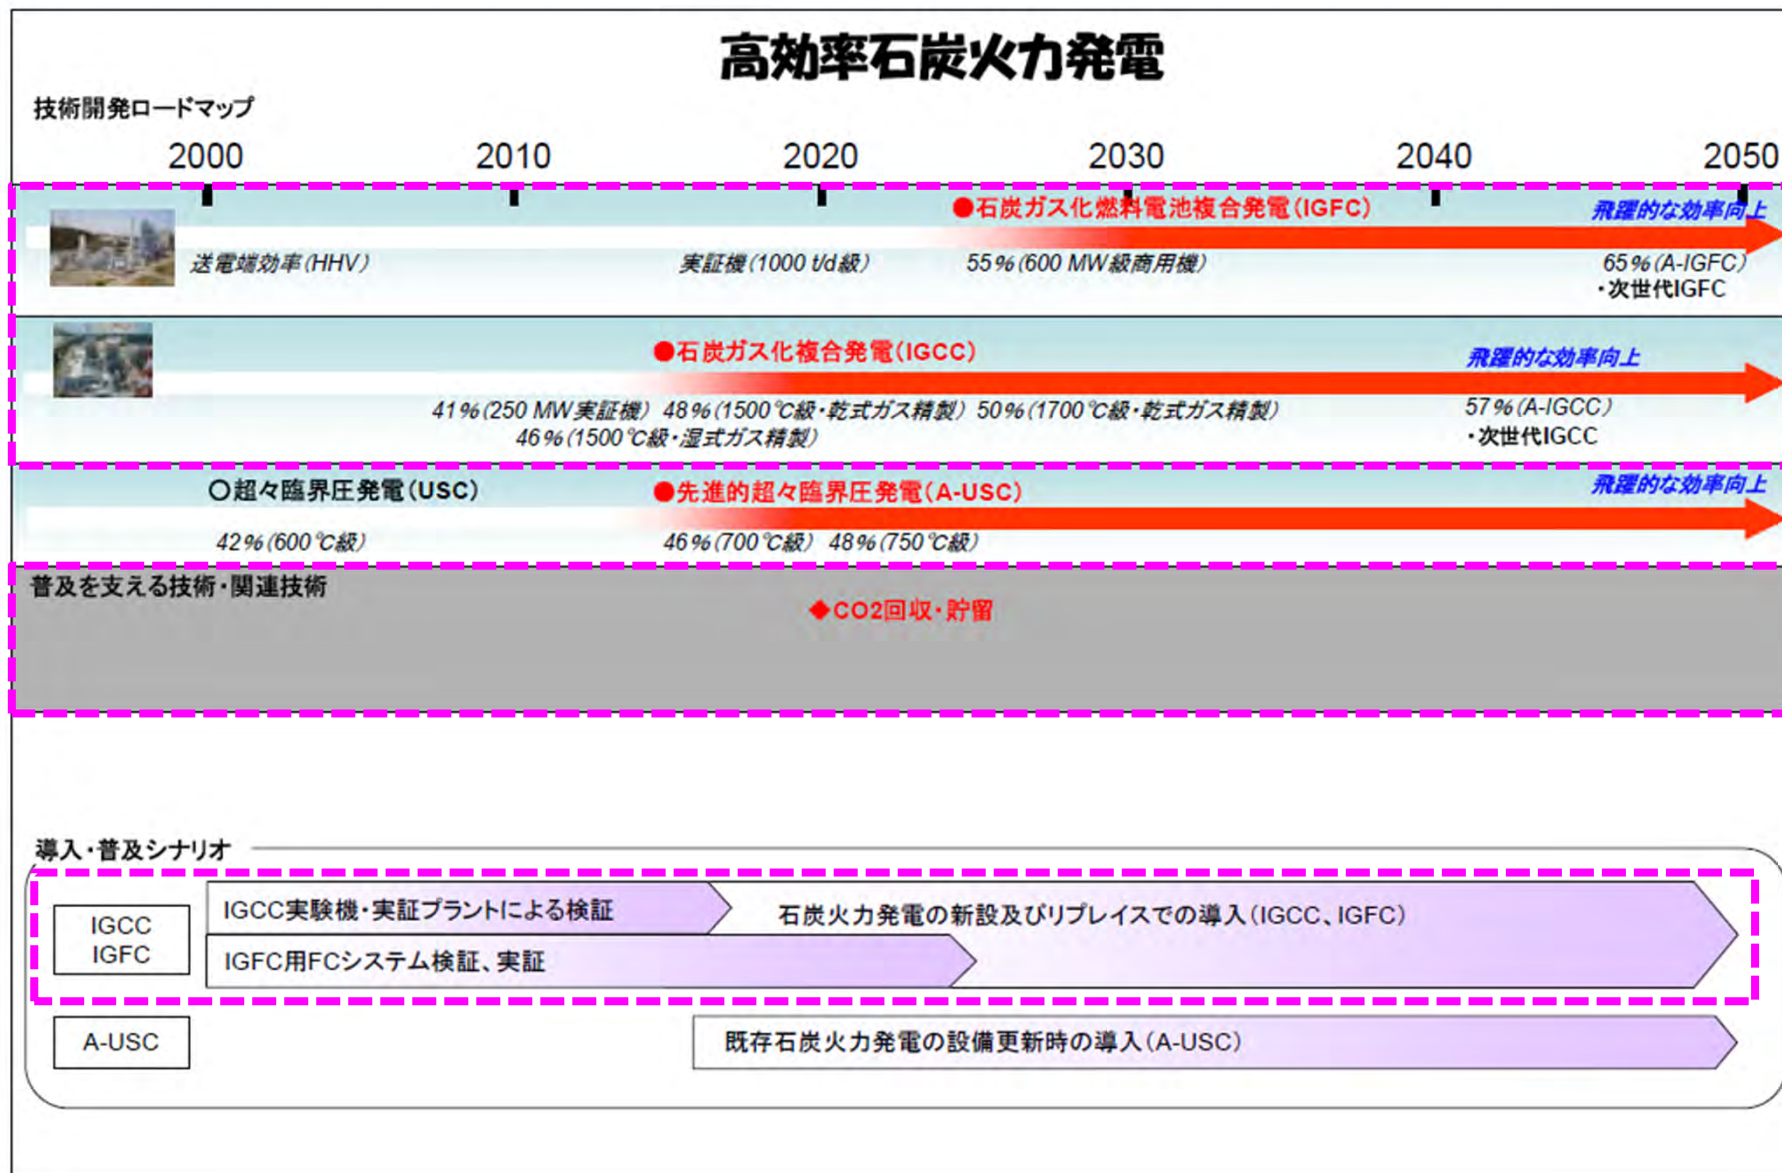 高効率石炭火力発電
技術開発ロードマップ
2000 2010 2020 2030 2040 2050
●石炭ガス化燃料電池複合発電(IGFC) 飛躍的な効率向上
送電端効率(HHV) 実証機(1000 t/d級) 55%(600 MW級商用機) 65%(A-IGFC)
・次世代IGFC
●石炭ガス化複合発電(IGCC) 飛躍的な効率向上
41%(250 MW実証機) 48%(1500℃級・乾式ガス精製) 50%(1700℃級・乾式ガス精製) 57%(A-IGCC)
46%(1500℃級・湿式ガス精製) ・次世代IGCC
○超々臨界圧発電(USC) ●先進的超々臨界圧発電(A-USC) 飛躍的な効率向上
42%(600℃級) 46%(700℃級) 48%(750℃級)
普及を支える技術・関連技術
◆CO2回収・貯留
導入・普及シナリオ
IGCC
IGFC
IGCC実験機・実証プラントによる検証
石炭火力発電の新設及びリプレイスでの導入(IGCC、IGFC)
IGFC用FCシステム検証、実証
A-USC
既存石炭火力発電の設備更新時の導入(A-USC)